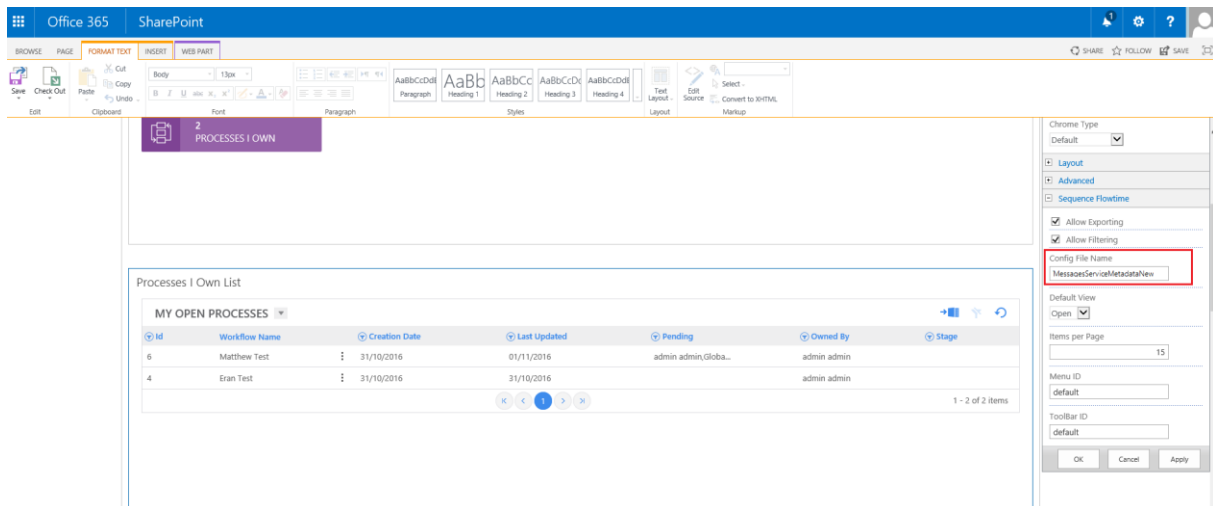 Office 365 SharePoint 1 ?
BROWSE PAGE FORMAT TEXT INSERT WEB PART SHARE FOLLOW SAVE
Save Check Out Paste Cut Copy Undo Body 13px AaBbCcDdI AaBb AaBbCc AaBbCcDc AaBbCcDdI Text Layout Edit Source Select Convert to XHTML
B I U abc x, x² A Paragraph Heading 1 Heading 2 Heading 3 Heading 4
Edit Clipboard Font Paragraph Styles Layout Markup
2
PROCESSES I OWN
Processes I Own List
MY OPEN PROCESSES
Id Workflow Name Creation Date Last Updated Pending Owned By Stage
6 Matthew Test 31/10/2016 01/11/2016 admin admin,Globa... admin admin
4 Eran Test 31/10/2016 31/10/2016 admin admin
1 1 - 2 of 2 items
Chrome Type
Default
Layout
Advanced
Sequence Flowtime
Allow Exporting
Allow Filtering
Config File Name
MessagesServiceMetadataNew
Default View
Open
Items per Page
15
Menu ID
default
ToolBar ID
default
OK Cancel Apply